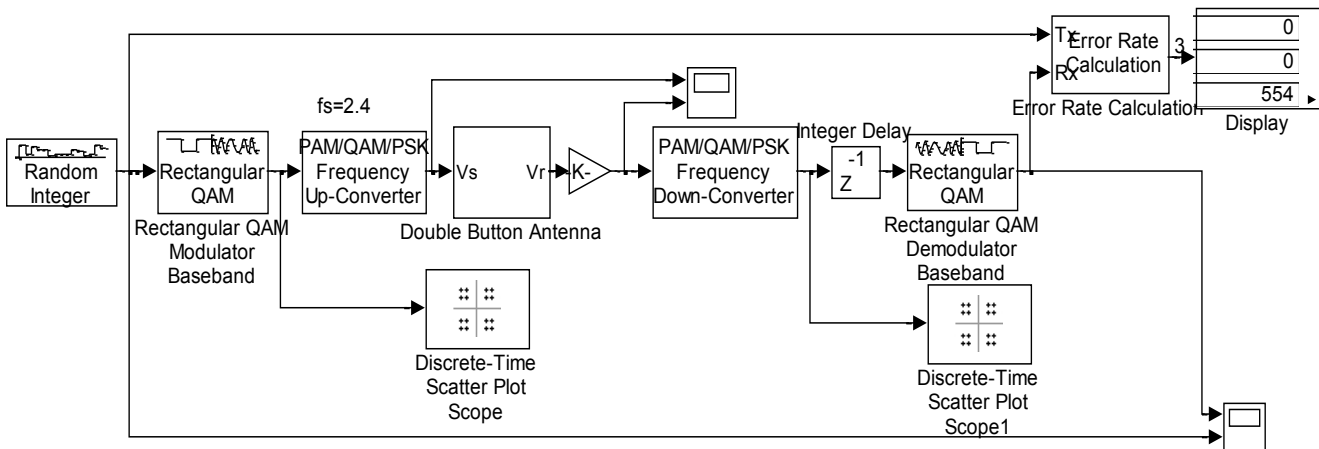 Tx
Rx
Error Rate
Calculation
3
0
0
554
Error Rate Calculation
Display
fs=2.4
Random
Integer
Rectangular
QAM
Rectangular QAM
Modulator
Baseband
PAM/QAM/PSK
Frequency
Up-Converter
Vs
Vr
Double Button Antenna
-K-
PAM/QAM/PSK
Frequency
Down-Converter
Integer Delay
-1
Z
Rectangular
QAM
Rectangular QAM
Demodulator
Baseband
Discrete-Time
Scatter Plot
Scope
Discrete-Time
Scatter Plot
Scope1